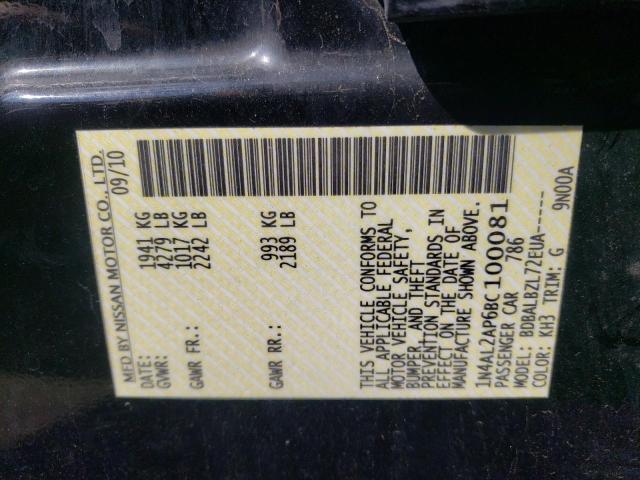 MFD BY NISSAN MOTOR CO., LTD.
DATE: 09/10
GVWR: 1941 KG
4279 LB
GAWR FR.: 1017 KG
2242 LB
GAWR RR.: 993 KG
2189 LB
THIS VEHICLE CONFORMS TO
ALL APPLICABLE FEDERAL
MOTOR VEHICLE SAFETY,
BUMPER, AND THEFT
PREVENTION STANDARDS IN
EFFECT ON THE DATE OF
MANUFACTURE SHOWN ABOVE.
1N4AL2AP6BC100081
PASSENGER CAR 786
MODEL: BDBALBZL72EUA-----
COLOR: KH3 TRIM: G 9N00A